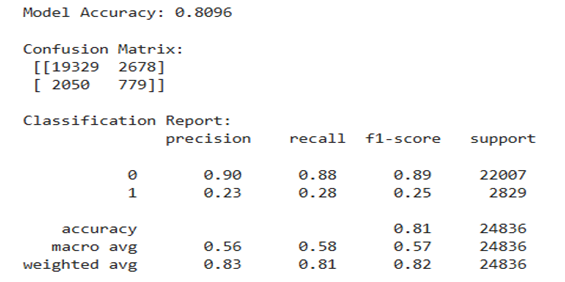 Model Accuracy: 0.8096
Confusion Matrix:
[[19329 2678]
[ 2050 779]]
Classification Report:
precision recall f1-score support
0 0.90 0.88 0.89 22007
1 0.23 0.28 0.25 2829
accuracy 0.81 24836
macro avg 0.56 0.58 0.57 24836
weighted avg 0.83 0.81 0.82 24836